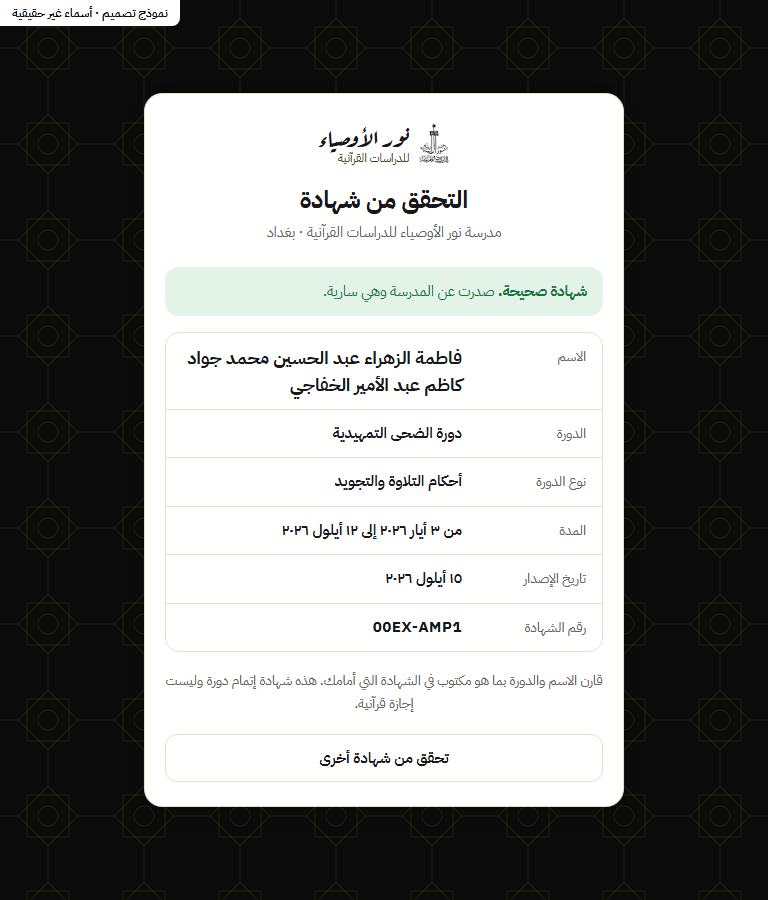 نموذج تصميم · أسماء غير حقيقية
نور الأوصياء
للدراسات القرآنية
التحقق من شهادة
مدرسة نور الأوصياء للدراسات القرآنية · بغداد
شهادة صحيحة. صدرت عن المدرسة وهي سارية.
الاسم فاطمة الزهراء عبد الحسين محمد جواد
كاظم عبد الأمير الخفاجي
الدورة دورة الضحى التمهيدية
نوع الدورة أحكام التلاوة والتجويد
المدة من ٣ أيار ٢٠٢٦ إلى ١٢ أيلول ٢٠٢٦
تاريخ الإصدار ١٥ أيلول ٢٠٢٦
رقم الشهادة 00EX-AMP1
قارن الاسم والدورة بما هو مكتوب في الشهادة التي أمامك. هذه شهادة إتمام دورة وليست
إجازة قرآنية.
تحقق من شهادة أخرى